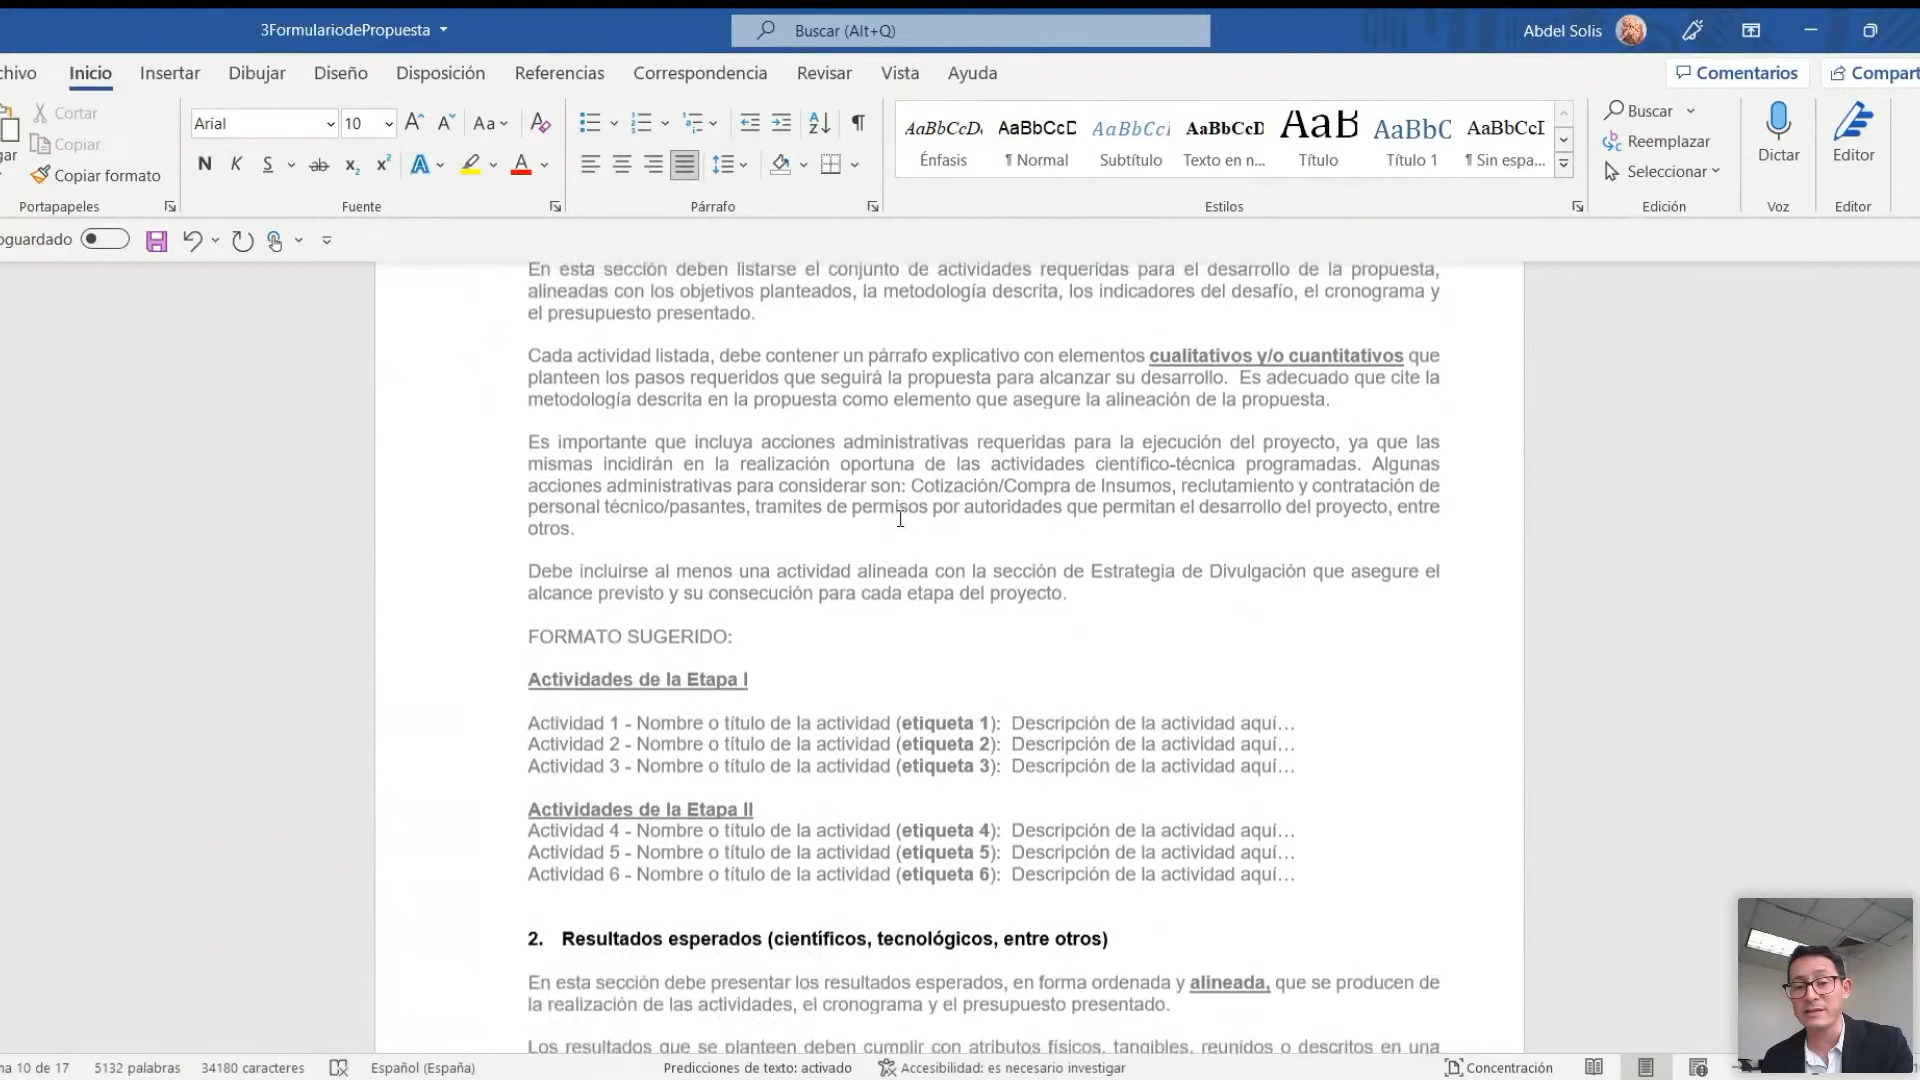 3FormulariodePropuesta
Buscar (Alt+Q)
Abdel Solis
chivo Inicio Insertar Dibujar Diseño Disposición Referencias Correspondencia Revisar Vista Ayuda
Comentarios
Compart
gar
Cortar
Copiar
Copiar formato
Portapapeles
Arial
10
Aa
N K S ab x₂ x² A A
Fuente
Párrafo
AaBbCcDc AaBbCcD AaBbCcI AaBbCcD AaB AaBbC AaBbCcI
Énfasis ¶ Normal Subtítulo Texto en n... Título Título 1 ¶ Sin espa...
Estilos
Buscar
Reemplazar
Seleccionar
Edición
Dictar
Voz
Editor
Editor
oguardado
En esta sección deben listarse el conjunto de actividades requeridas para el desarrollo de la propuesta,
alineadas con los objetivos planteados, la metodología descrita, los indicadores del desafío, el cronograma y
el presupuesto presentado.
Cada actividad listada, debe contener un párrafo explicativo con elementos cualitativos y/o cuantitativos que
planteen los pasos requeridos que seguirá la propuesta para alcanzar su desarrollo. Es adecuado que cite la
metodología descrita en la propuesta como elemento que asegure la alineación de la propuesta.
Es importante que incluya acciones administrativas requeridas para la ejecución del proyecto, ya que las
mismas incidirán en la realización oportuna de las actividades científico-técnica programadas. Algunas
acciones administrativas para considerar son: Cotización/Compra de Insumos, reclutamiento y contratación de
personal técnico/pasantes, tramites de permisos por autoridades que permitan el desarrollo del proyecto, entre
otros.
Debe incluirse al menos una actividad alineada con la sección de Estrategia de Divulgación que asegure el
alcance previsto y su consecución para cada etapa del proyecto.
FORMATO SUGERIDO:
Actividades de la Etapa I
Actividad 1 - Nombre o título de la actividad (etiqueta 1): Descripción de la actividad aquí…
Actividad 2 - Nombre o título de la actividad (etiqueta 2): Descripción de la actividad aquí…
Actividad 3 - Nombre o título de la actividad (etiqueta 3): Descripción de la actividad aquí…
Actividades de la Etapa II
Actividad 4 - Nombre o título de la actividad (etiqueta 4): Descripción de la actividad aquí…
Actividad 5 - Nombre o título de la actividad (etiqueta 5): Descripción de la actividad aquí…
Actividad 6 - Nombre o título de la actividad (etiqueta 6): Descripción de la actividad aquí…
2. Resultados esperados (científicos, tecnológicos, entre otros)
En esta sección debe presentar los resultados esperados, en forma ordenada y alineada, que se producen de
la realización de las actividades, el cronograma y el presupuesto presentado.
Los resultados que se planteen deben cumplir con atributos físicos, tangibles, reunidos o descritos en una
na 10 de 17 5132 palabras 34180 caracteres Español (España) Predicciones de texto: activado Accesibilidad: es necesario investigar Concentración